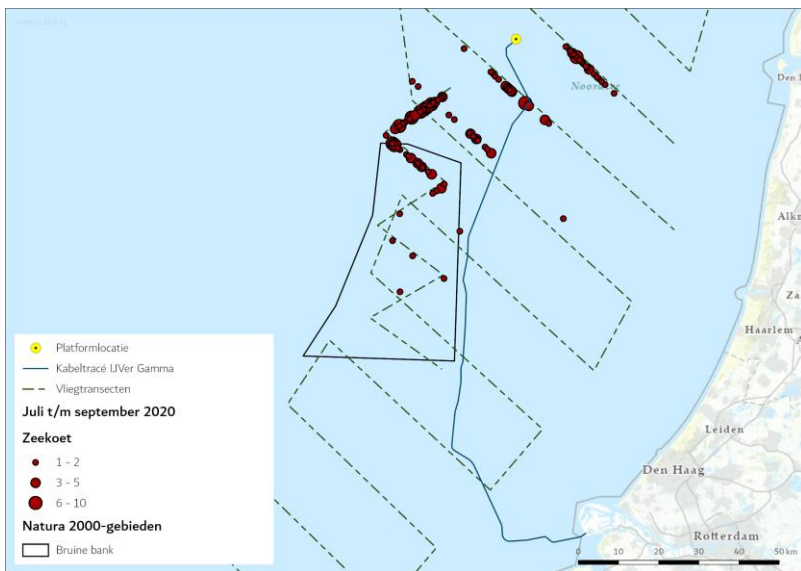 Den H
Noordzee
Alkm
Za
Haarlem
Leiden
Den Haag
Rotterdam
0 10 20 30 40 50 km
Platformlocatie
Kabeltracé IJVer Gamma
Vliegtransecten
Juli t/m september 2020
Zeekoet
1 - 2
3 - 5
6 - 10
Natura 2000-gebieden
Bruine bank